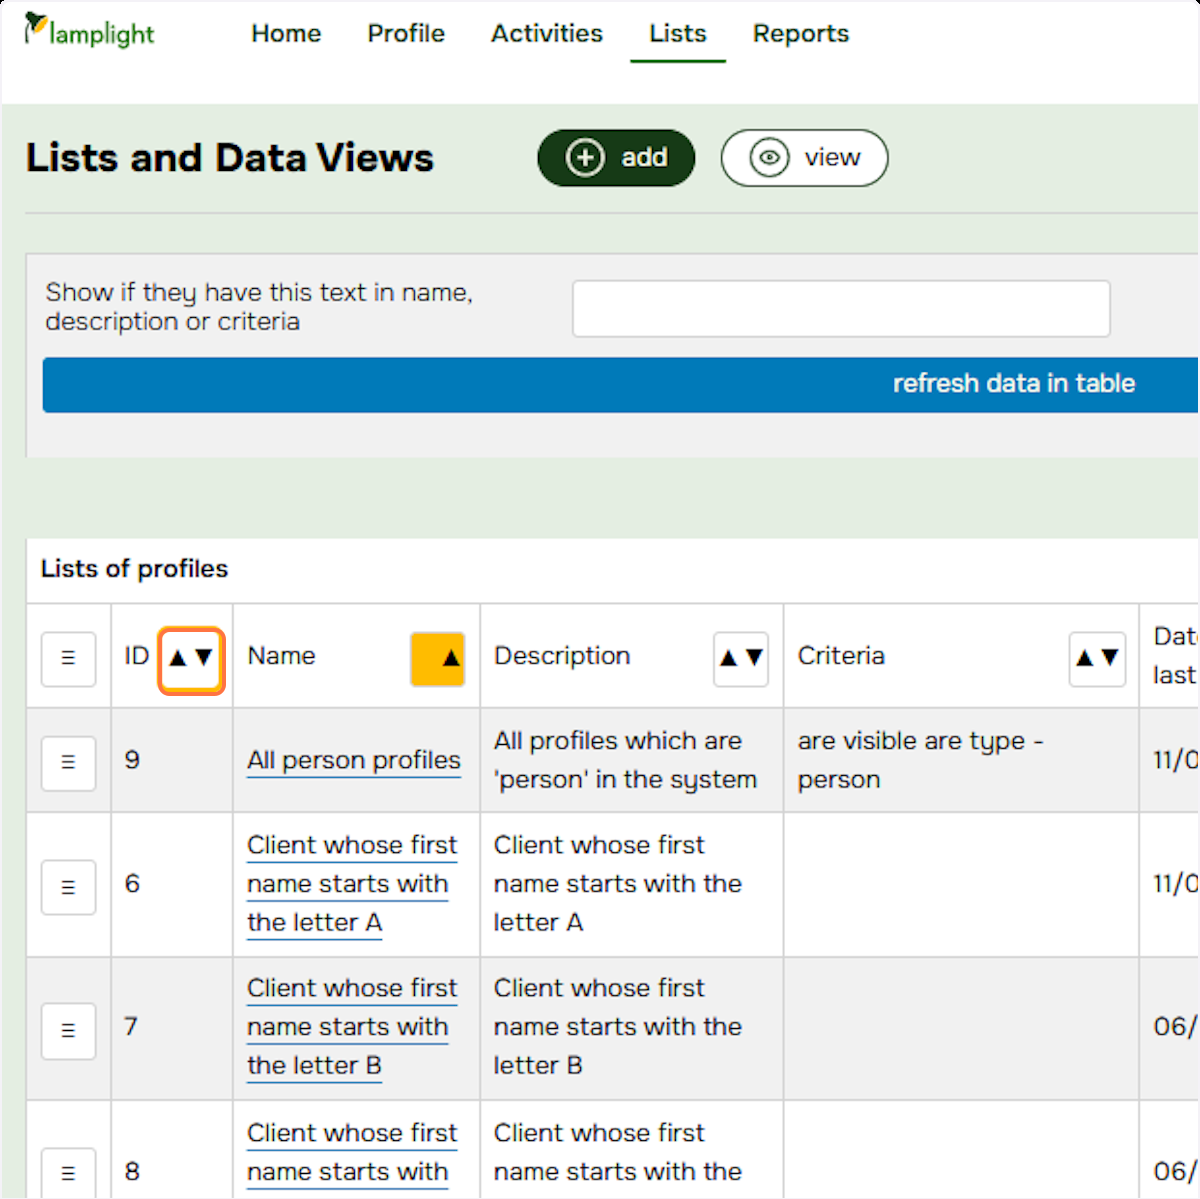 lamplight
Home Profile Activities Lists Reports
Lists and Data Views
add
view
Show if they have this text in name,
description or criteria
refresh data in table
Lists of profiles
ID ▲▼ Name ▲ Description ▲▼ Criteria ▲▼ Dat
last
9
All person profiles
All profiles which are
'person' in the system
are visible are type -
person
11/0
6
Client whose first
name starts with
the letter A
Client whose first
name starts with the
letter A
11/0
7
Client whose first
name starts with
the letter B
Client whose first
name starts with the
letter B
06/
8
Client whose first
name starts with
Client whose first
name starts with the
06/